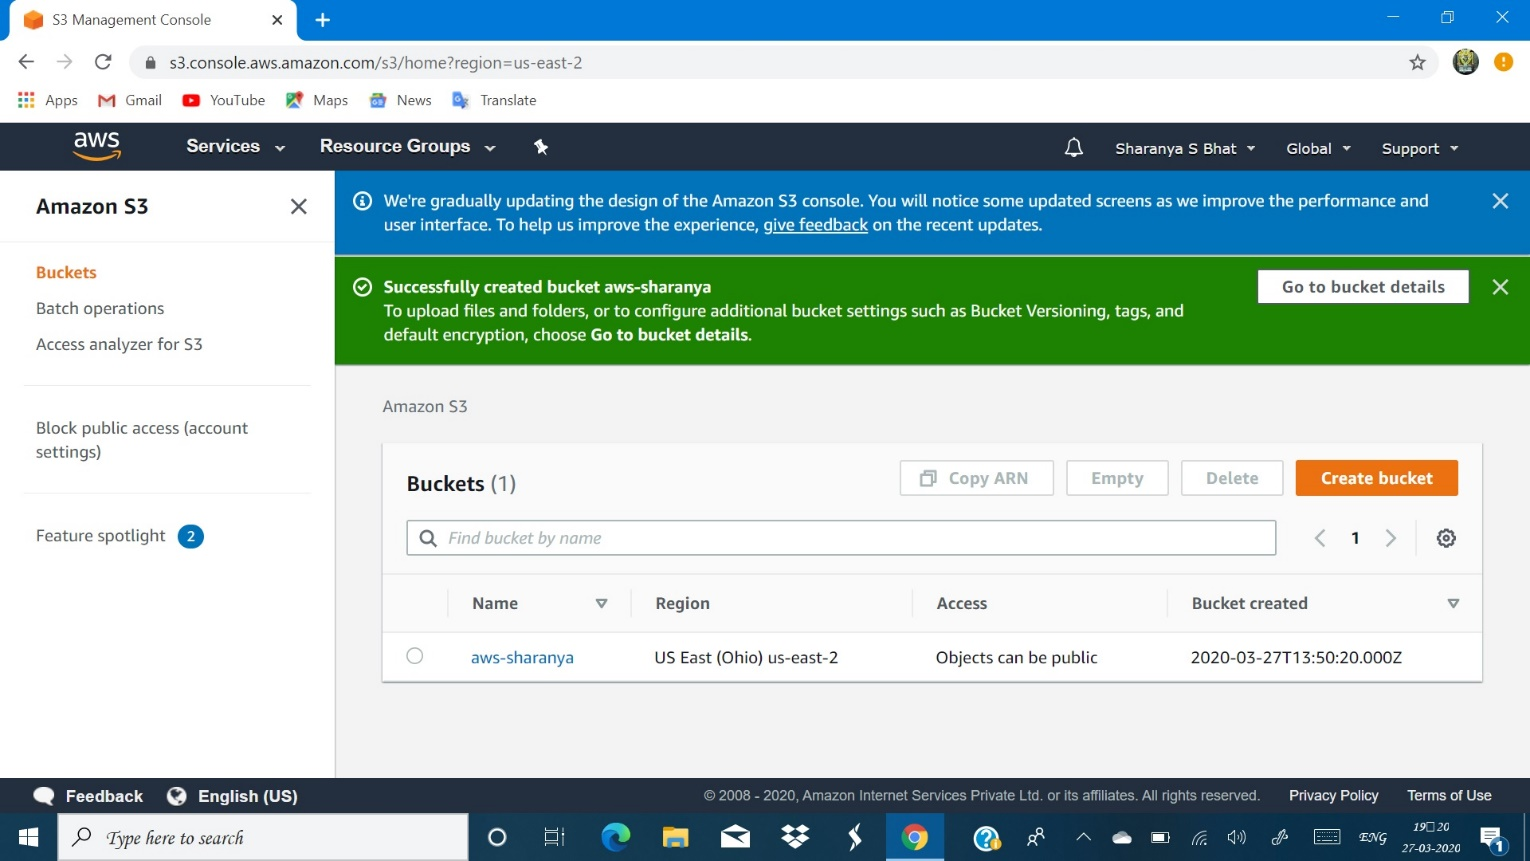 S3 Management Console
s3.console.aws.amazon.com/s3/home?region=us-east-2
Apps Gmail YouTube Maps News Translate
aws Services Resource Groups Sharanya S Bhat Global Support
Amazon S3
Buckets
Batch operations
Access analyzer for S3
Block public access (account
settings)
Feature spotlight 2
We're gradually updating the design of the Amazon S3 console. You will notice some updated screens as we improve the performance and
user interface. To help us improve the experience, give feedback on the recent updates.
Successfully created bucket aws-sharanya
To upload files and folders, or to configure additional bucket settings such as Bucket Versioning, tags, and
default encryption, choose Go to bucket details.
Go to bucket details
Amazon S3
Buckets (1)
Copy ARN Empty Delete Create bucket
Find bucket by name
1
Name Region Access Bucket created
aws-sharanya US East (Ohio) us-east-2 Objects can be public 2020-03-27T13:50:20.000Z
Feedback English (US) © 2008 - 2020, Amazon Internet Services Private Ltd. or its affiliates. All rights reserved. Privacy Policy Terms of Use
Type here to search
ENG
19□20
27-03-2020
1